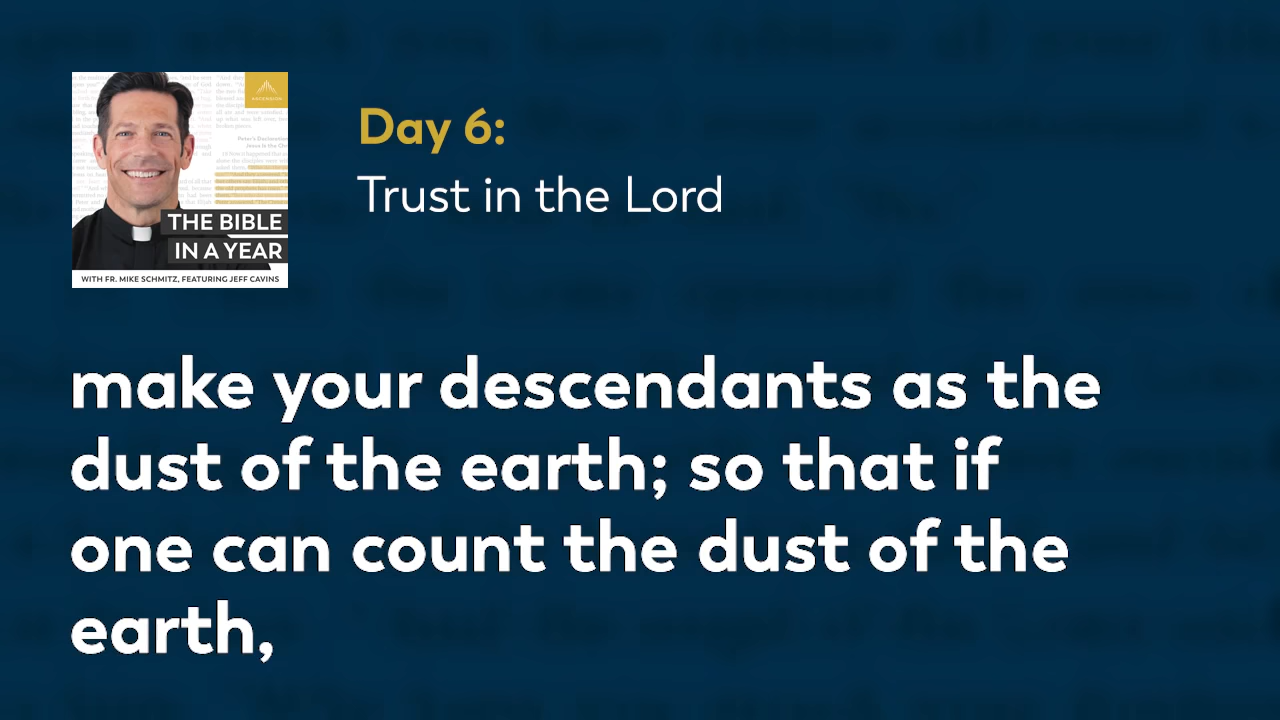 Day 6:
Trust in the Lord
THE BIBLE
IN A YEAR
WITH FR. MIKE SCHMITZ, FEATURING JEFF CAVINS
make your descendants as the
dust of the earth; so that if
one can count the dust of the
earth,